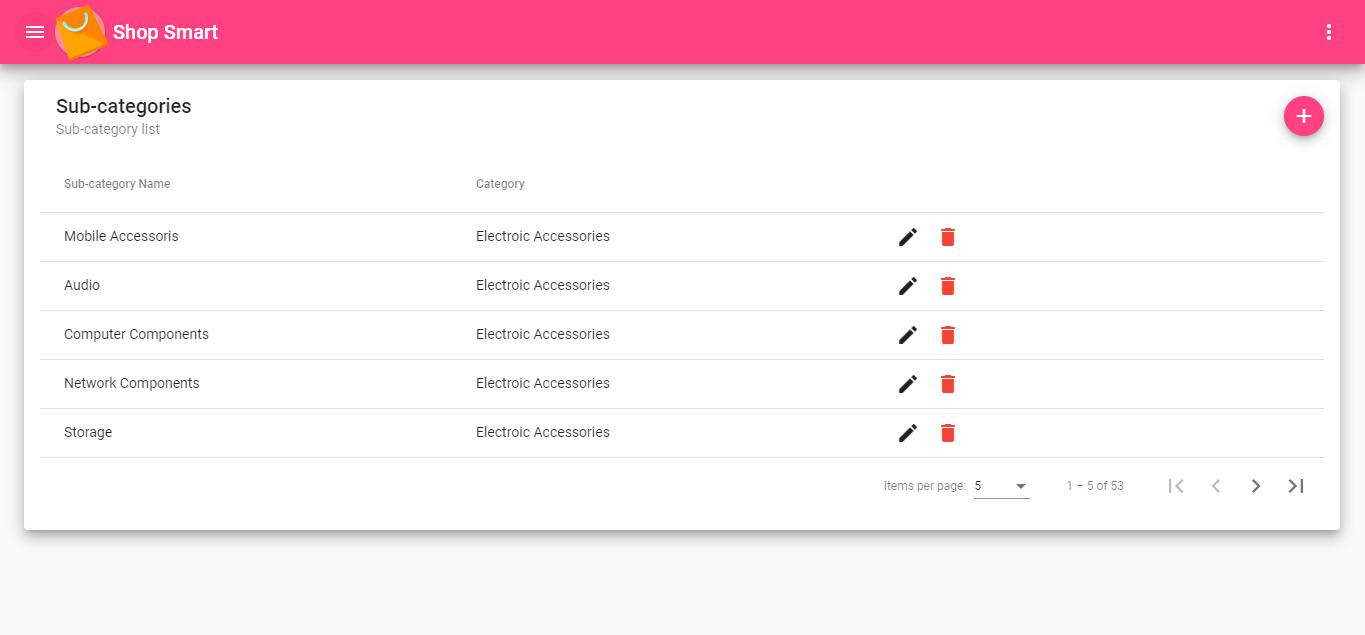 Shop Smart
Sub-categories
Sub-category list
Sub-category Name Category
Mobile Accessoris Electroic Accessories
Audio Electroic Accessories
Computer Components Electroic Accessories
Network Components Electroic Accessories
Storage Electroic Accessories
Items per page: 5 1 – 5 of 53